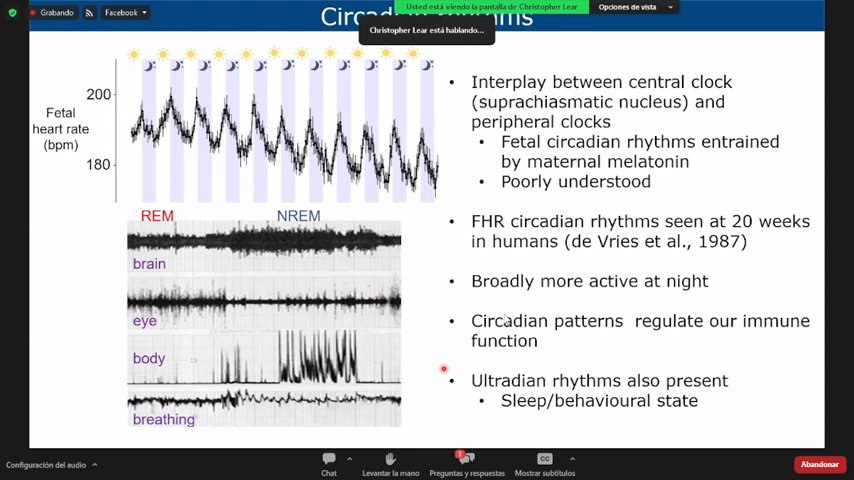 Usted está viendo la pantalla de Christopher Lear
Opciones de vista
Grabando
Facebook
Christopher Lear está hablando...
Fetal
heart rate
(bpm)
200
180
• Interplay between central clock
(suprachiasmatic nucleus) and
peripheral clocks
• Fetal circadian rhythms entrained
by maternal melatonin
• Poorly understood
• FHR circadian rhythms seen at 20 weeks
in humans (de Vries et al., 1987)
• Broadly more active at night
• Circadian patterns regulate our immune
function
• Ultradian rhythms also present
• Sleep/behavioural state
REM
NREM
brain
eye
body
breathing
Configuración del audio
Chat
Levantar la mano
1
Preguntas y respuestas
CC
Mostrar subtítulos
Abandonar